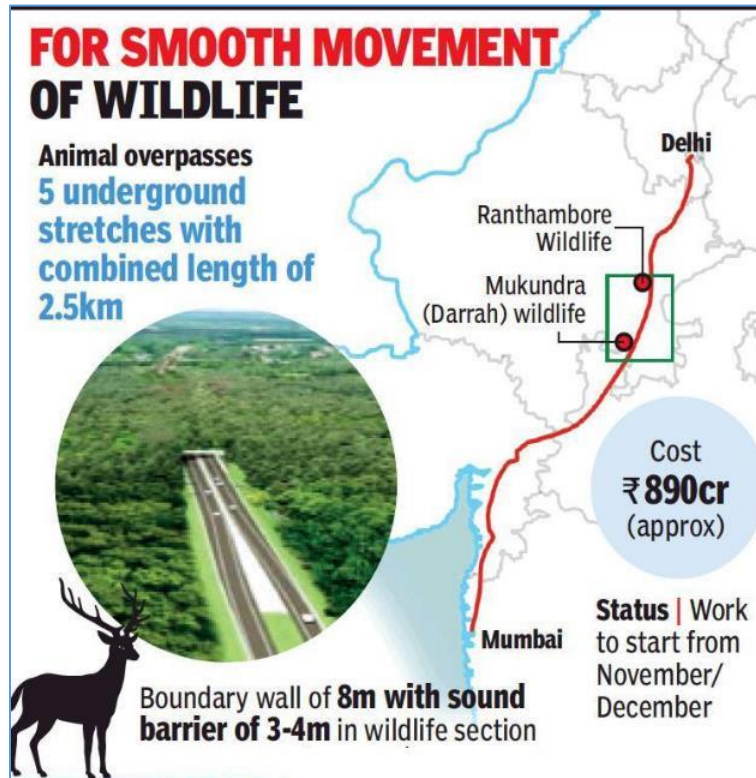 FOR SMOOTH MOVEMENT
OF WILDLIFE
Animal overpasses
5 underground
stretches with
combined length of
2.5km
Delhi
Ranthambore
Wildlife
Mukundra
(Darrah) wildlife
Cost
₹890cr
(approx)
Mumbai
Status | Work
to start from
November/
December
Boundary wall of 8m with sound
barrier of 3-4m in wildlife section